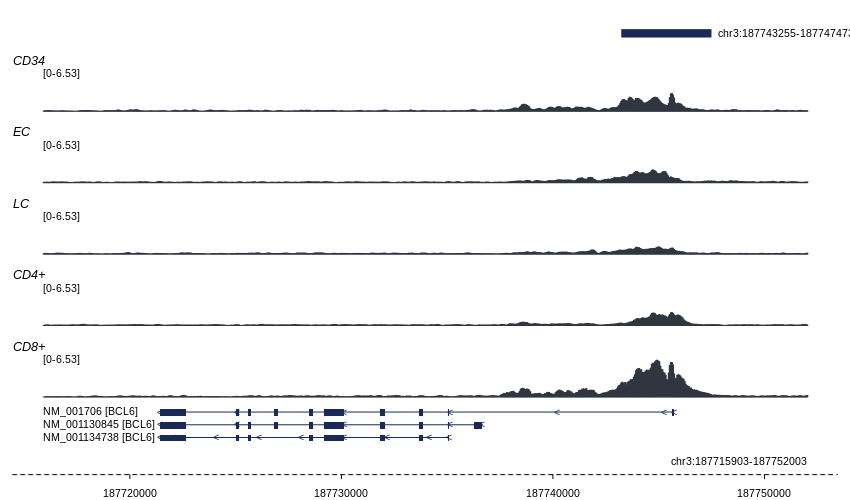 chr3:187743255-187747473
CD34
[0-6.53]
EC
[0-6.53]
LC
[0-6.53]
CD4+
[0-6.53]
CD8+
[0-6.53]
NM_001706 [BCL6]
NM_001130845 [BCL6]
NM_001134738 [BCL6]
chr3:187715903-187752003
187720000 187730000 187740000 187750000